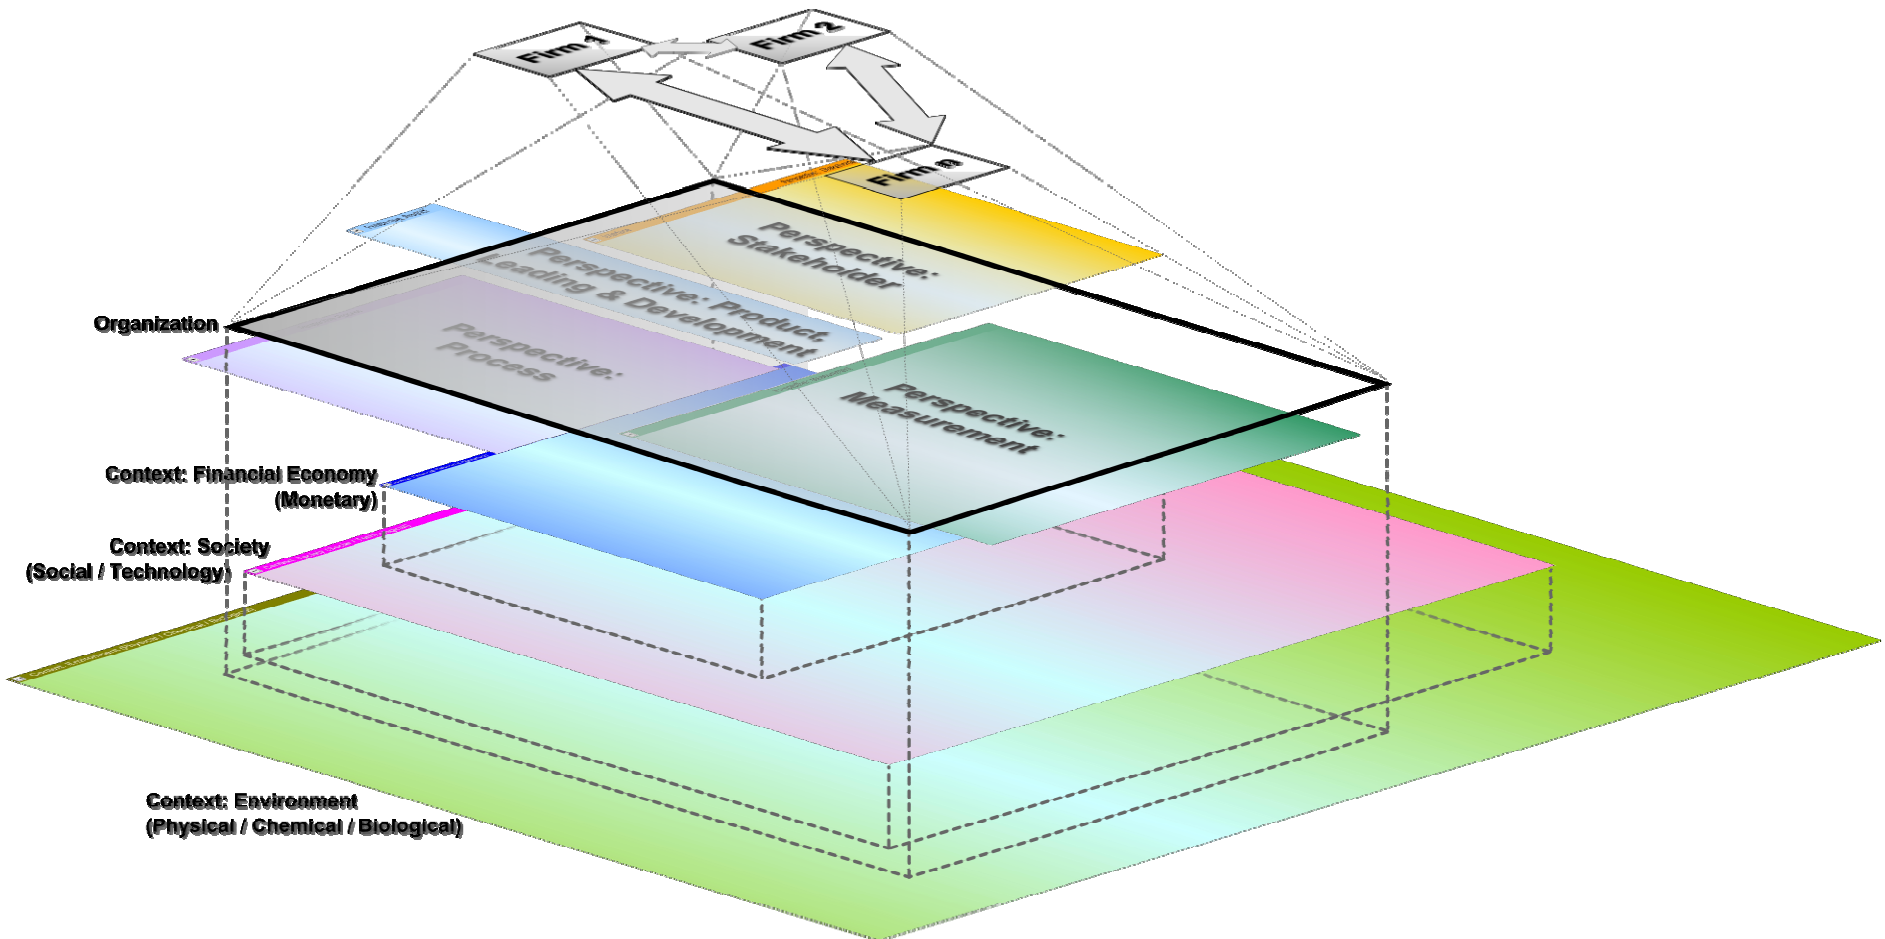 Firm 1
Firm 2
Firm n
Perspective:
Stakeholder
Perspective: Product,
Leading & Development
Perspective:
Process
Perspective:
Measurement
Organization
Context: Financial Economy
(Monetary)
Context: Society
(Social / Technology)
Context: Environment
(Physical / Chemical / Biological)